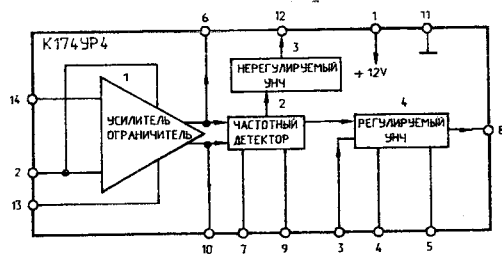 6 12 1 11
К174УР4
3
+12V
НЕРЕГУЛИРУЕМЫЙ
УНЧ
1
2
4
14
УСИЛИТЕЛЬ
ОГРАНИЧИТЕЛЬ
ЧАСТОТНЫЙ
ДЕТЕКТОР
РЕГУЛИРУЕМЫЙ
УНЧ
8
2
13
10 7 9 3 4 5